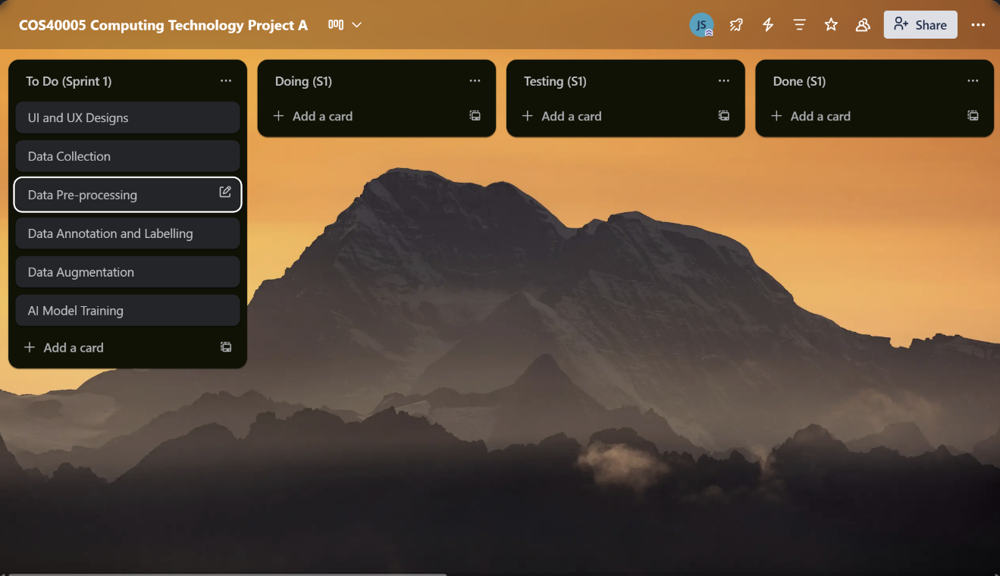 COS40005 Computing Technology Project A
JS
Share
To Do (Sprint 1)
UI and UX Designs
Data Collection
Data Pre-processing
Data Annotation and Labelling
Data Augmentation
AI Model Training
Add a card
Doing (S1)
Add a card
Testing (S1)
Add a card
Done (S1)
Add a card